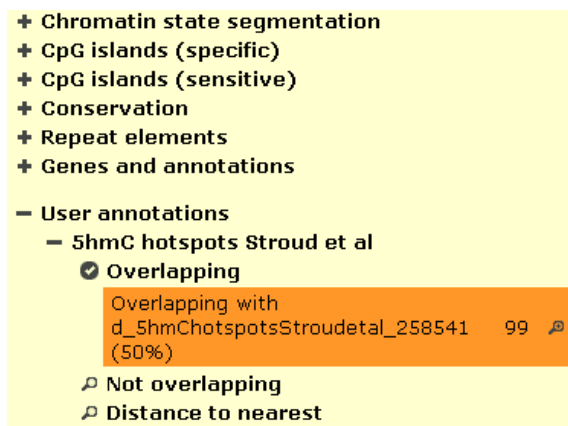 + Chromatin state segmentation
+ CpG islands (specific)
+ CpG islands (sensitive)
+ Conservation
+ Repeat elements
+ Genes and annotations
− User annotations
− 5hmC hotspots Stroud et al
Overlapping
Overlapping with
d_5hmChotspotsStroudetal_258541 99
(50%)
Not overlapping
Distance to nearest